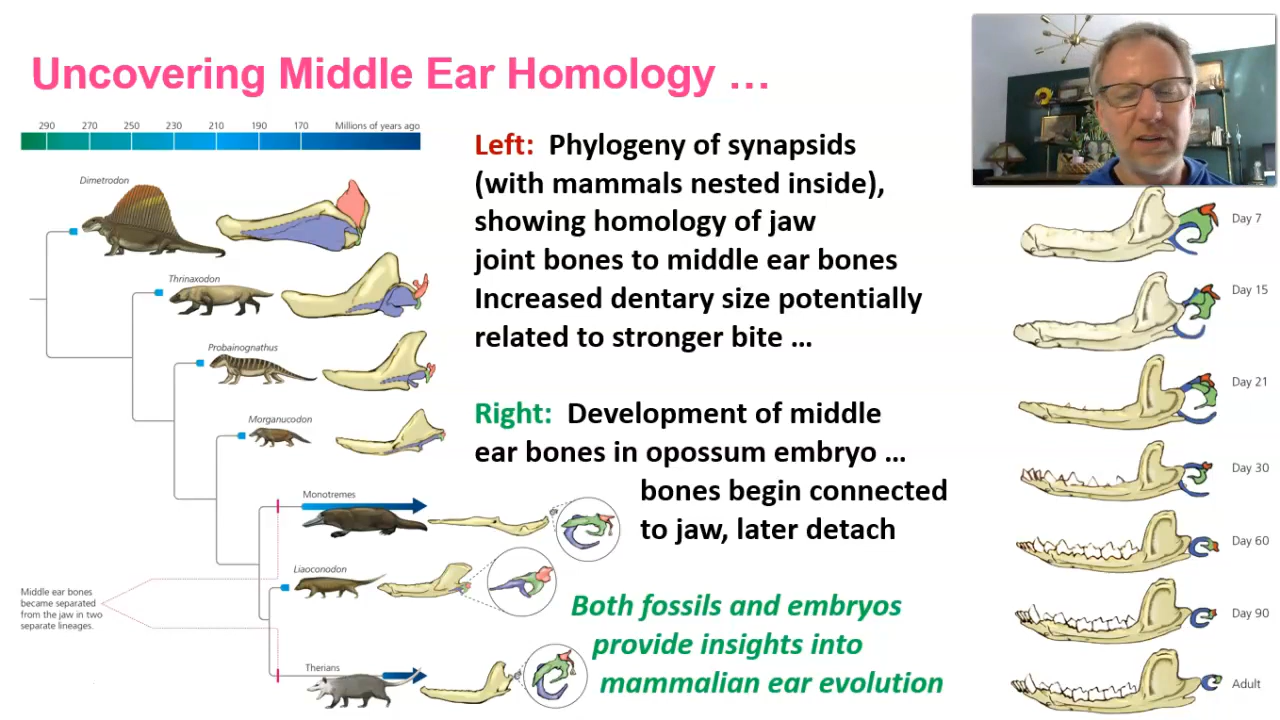 Uncovering Middle Ear Homology …
290 270 250 230 210 190 170 Millions of years ago
Dimetrodon
Thrinaxodon
Probainognathus
Morganucodon
Monotremes
Liaoconodon
Middle ear bones
became separated
from the jaw in two
separate lineages.
Therians
Left: Phylogeny of synapsids
(with mammals nested inside),
showing homology of jaw
joint bones to middle ear bones
Increased dentary size potentially
related to stronger bite …
Right: Development of middle
ear bones in opossum embryo …
bones begin connected
to jaw, later detach
Both fossils and embryos
provide insights into
mammalian ear evolution
Day 7
Day 15
Day 21
Day 30
Day 60
Day 90
Adult